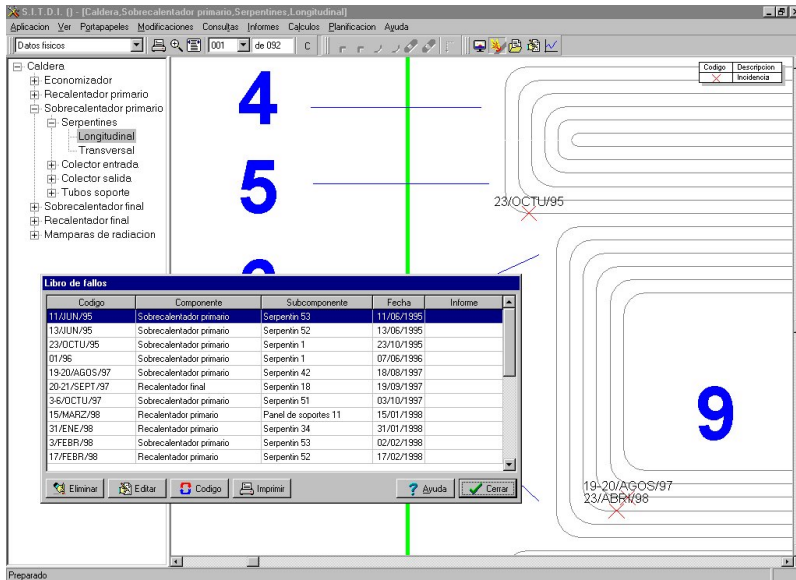 S.I.T.D.I. () - [Caldera,Sobrecalentador primario,Serpentines,Longitudinal]
Aplicacion Ver Portapapeles Modificaciones Consultas Informes Calculos Planificacion Ayuda
Datos fisicos 001 de 092 C
Caldera
Economizador
Recalentador primario
Sobrecalentador primario
Serpentines
Longitudinal
Transversal
Colector entrada
Colector salida
Tubos soporte
Sobrecalentador final
Recalentador final
Mamparas de radiacion
4
5
Codigo Descripcion
Incidencia
23/OCTU/95
9
19-20/AGOS/97
23/ABRI/98
Libro de fallos
Codigo Componente Subcomponente Fecha Informe
11/JUN/95 Sobrecalentador primario Serpentin 53 11/06/1995
13/JUN/95 Sobrecalentador primario Serpentin 52 13/06/1995
23/OCTU/95 Sobrecalentador primario Serpentin 1 23/10/1995
01/96 Sobrecalentador primario Serpentin 1 07/06/1996
19-20/AGOS/97 Sobrecalentador primario Serpentin 42 18/08/1997
20-21/SEPT/97 Recalentador final Serpentin 18 19/09/1997
3-6/OCTU/97 Sobrecalentador primario Serpentin 51 03/10/1997
15/MARZ/98 Recalentador primario Panel de soportes 11 15/01/1998
31/ENE/98 Recalentador primario Serpentin 34 31/01/1998
3/FEBR/98 Sobrecalentador primario Serpentin 53 02/02/1998
17/FEBR/98 Recalentador primario Serpentin 52 17/02/1998
Eliminar Editar Codigo Imprimir Ayuda Cerrar
Preparado